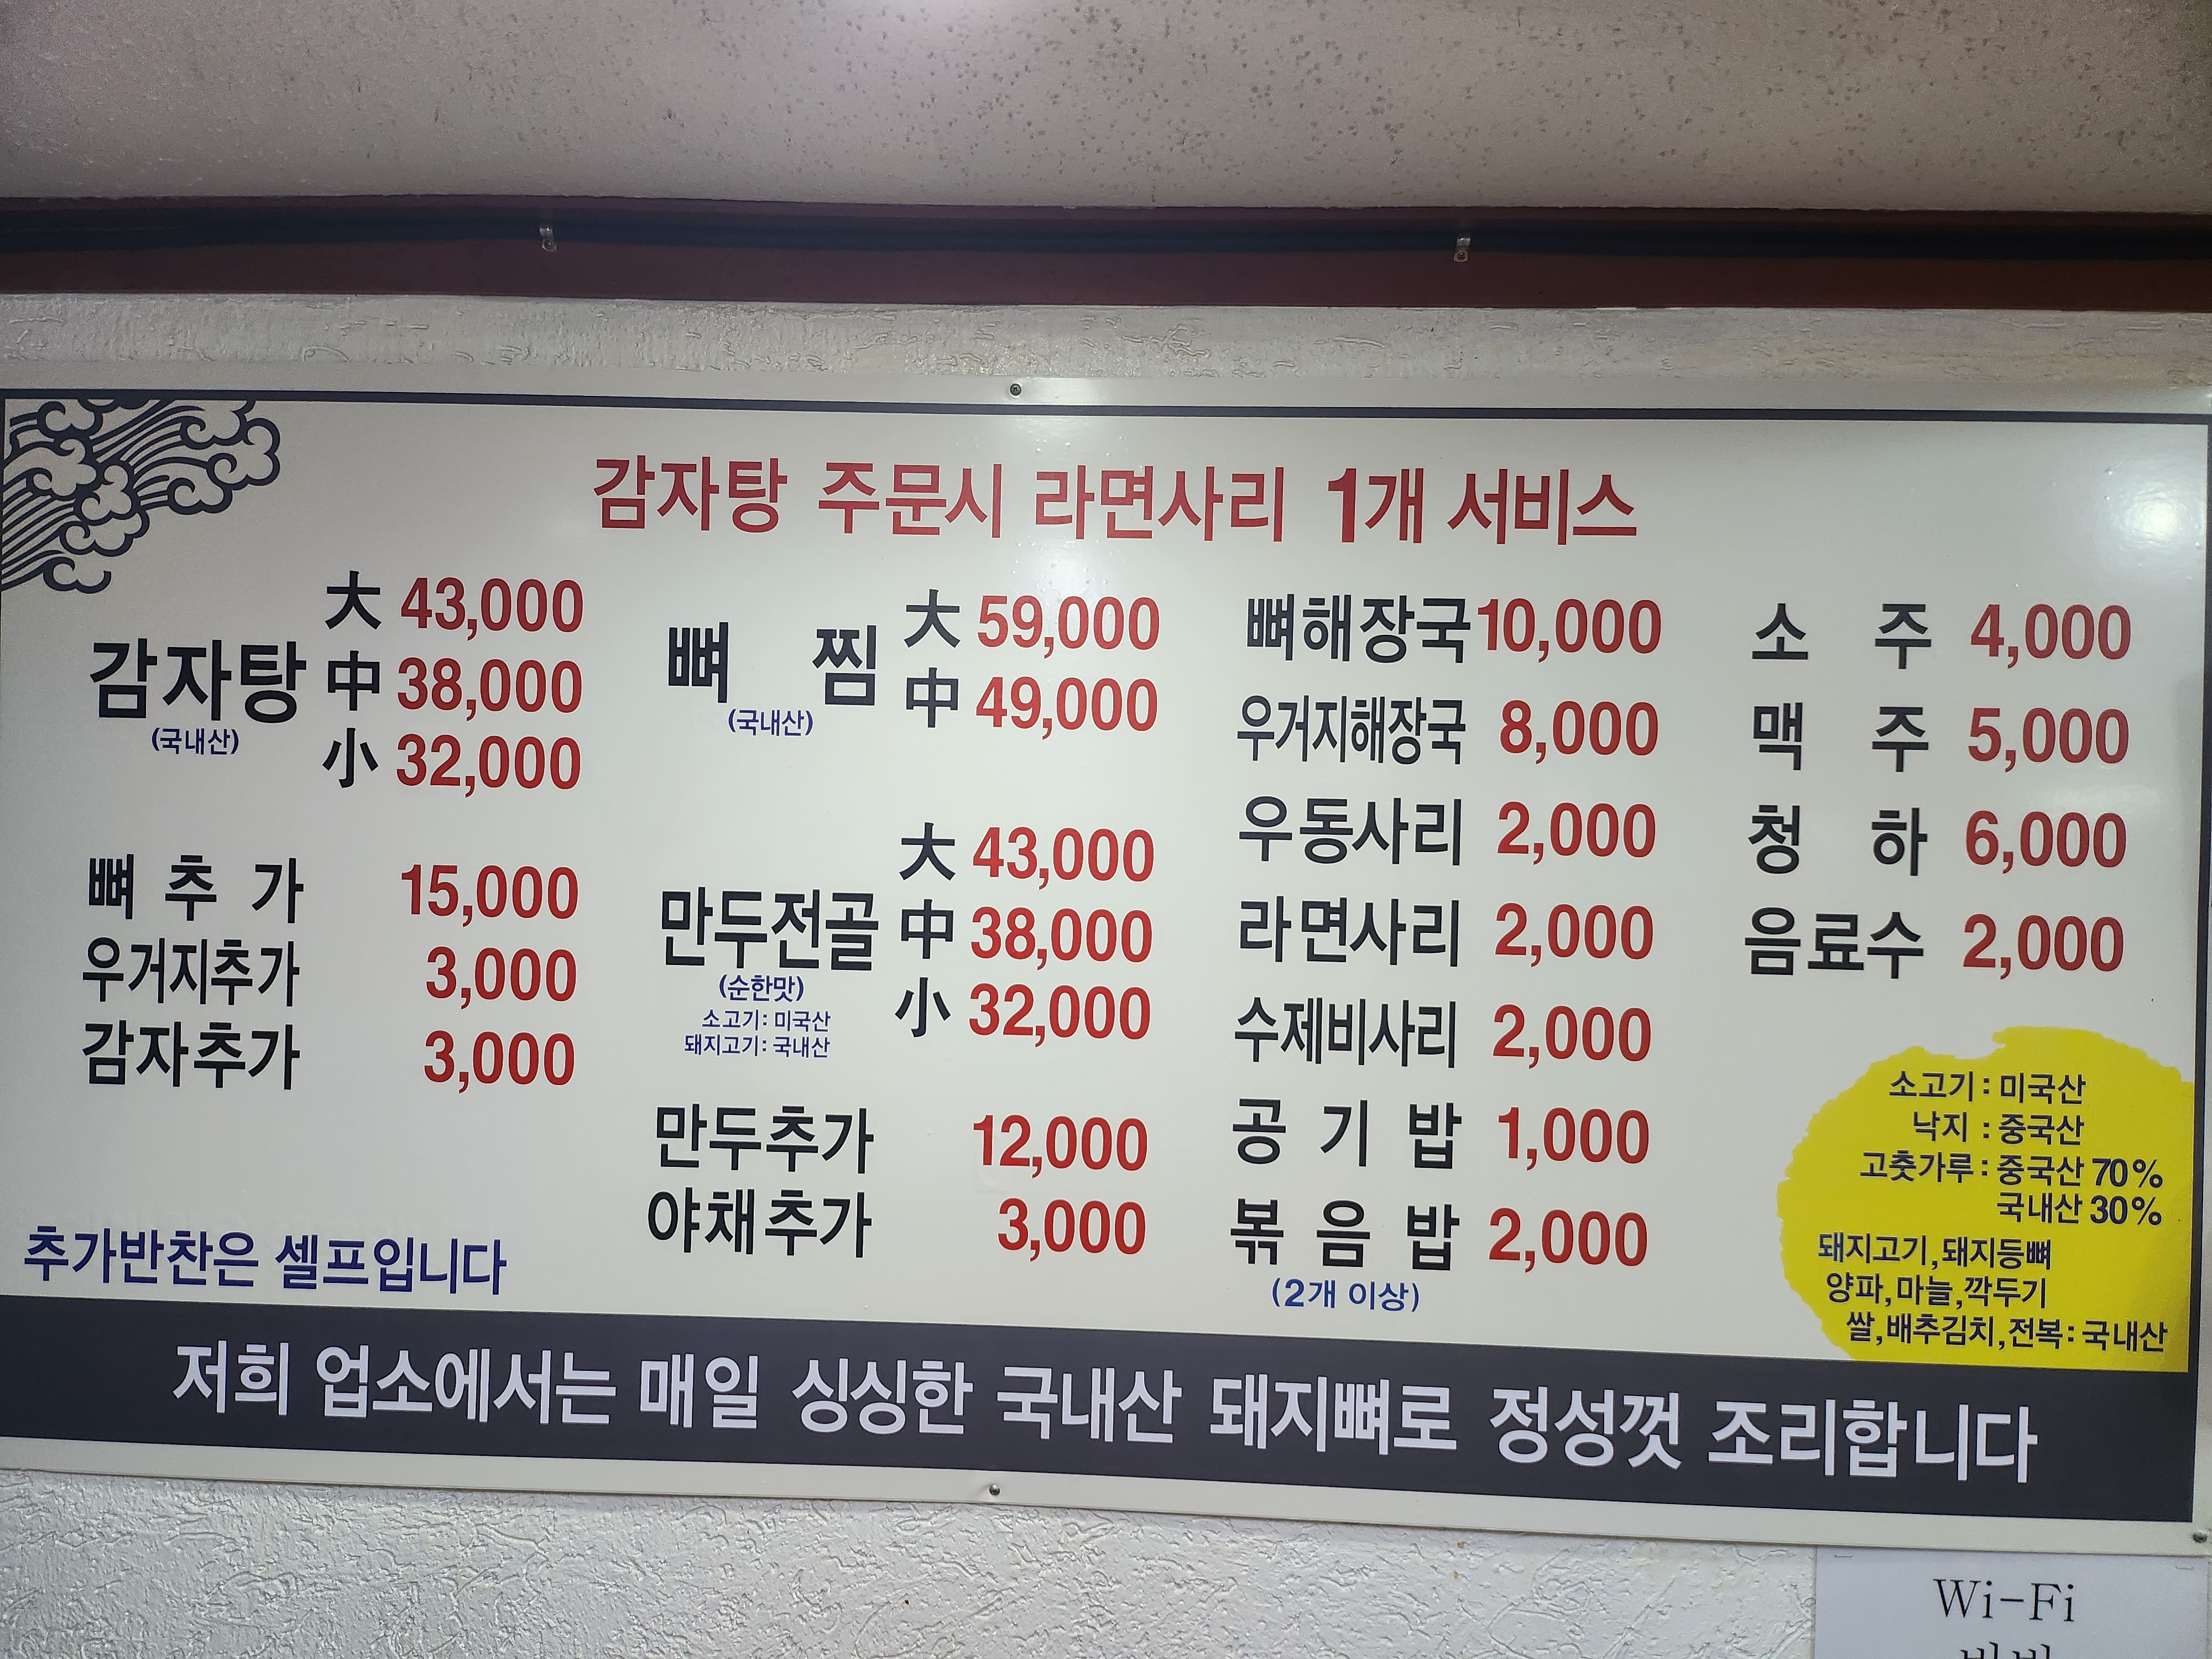 감자탕 주문시 라면사리 1개 서비스
감자탕
(국내산)
大 43,000
中 38,000
小 32,000
뼈 추 가 15,000
우거지추가 3,000
감자추가 3,000
추가반찬은 셀프입니다
뼈 찜
(국내산)
大 59,000
中 49,000
만두전골
(순한맛)
소고기: 미국산
돼지고기: 국내산
大 43,000
中 38,000
小 32,000
만두추가 12,000
야채추가 3,000
뼈해장국 10,000
우거지해장국 8,000
우동사리 2,000
라면사리 2,000
수제비사리 2,000
공 기 밥 1,000
볶 음 밥 2,000
(2개 이상)
소 주 4,000
맥 주 5,000
청 하 6,000
음료수 2,000
소고기: 미국산
낙지 : 중국산
고춧가루: 중국산 70%
국내산 30%
돼지고기,돼지등뼈
양파,마늘,깍두기
쌀,배추김치,전복: 국내산
저희 업소에서는 매일 싱싱한 국내산 돼지뼈로 정성껏 조리합니다
Wi-Fi